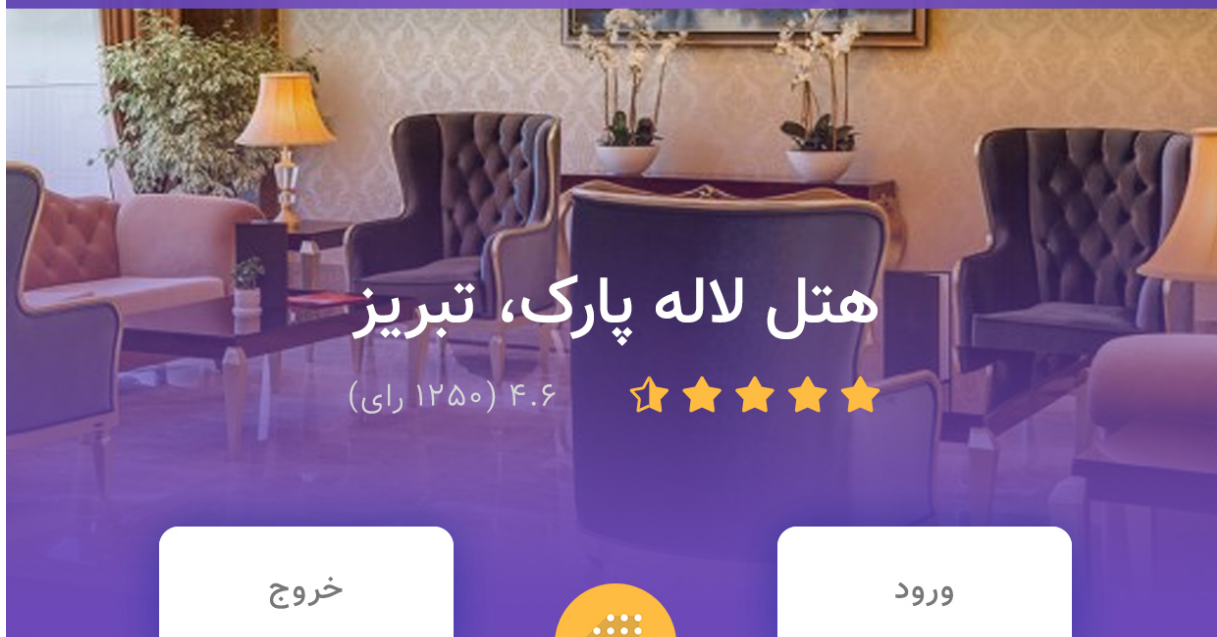 هتل لاله پارک، تبریز
۴.۶ (۱۲۵۰ رای)
ورود
خروج